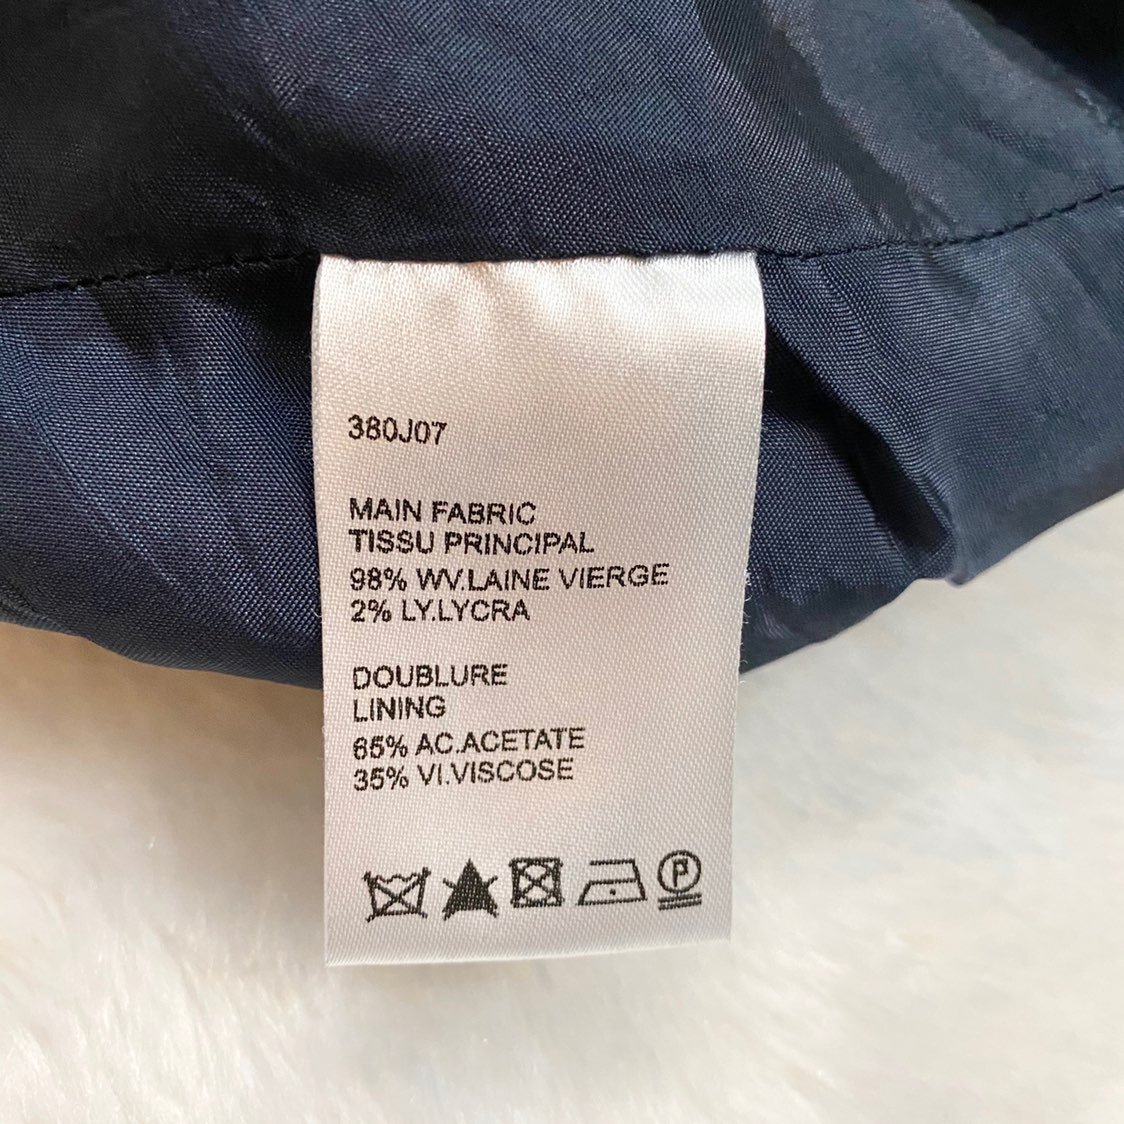 380J07
MAIN FABRIC
TISSU PRINCIPAL
98% WV.LAINE VIERGE
2% LY.LYCRA
DOUBLURE
LINING
65% AC.ACETATE
35% VI.VISCOSE
P